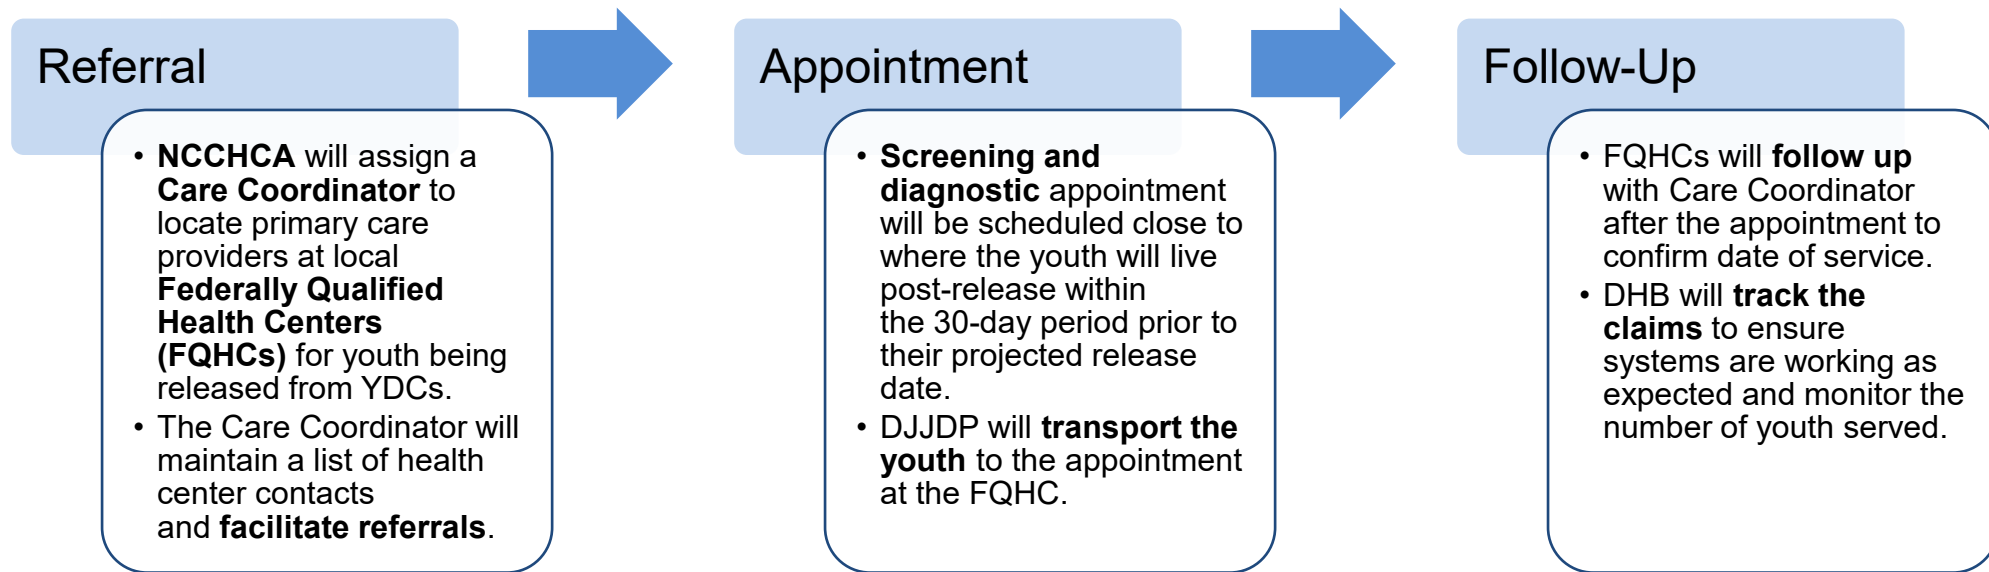 Referral
• NCCHCA will assign a
Care Coordinator to
locate primary care
providers at local
Federally Qualified
Health Centers
(FQHCs) for youth being
released from YDCs.
• The Care Coordinator will
maintain a list of health
center contacts
and facilitate referrals.
Appointment
• Screening and
diagnostic appointment
will be scheduled close to
where the youth will live
post-release within
the 30-day period prior to
their projected release
date.
• DJJDP will transport the
youth to the appointment
at the FQHC.
Follow-Up
• FQHCs will follow up
with Care Coordinator
after the appointment to
confirm date of service.
• DHB will track the
claims to ensure
systems are working as
expected and monitor the
number of youth served.